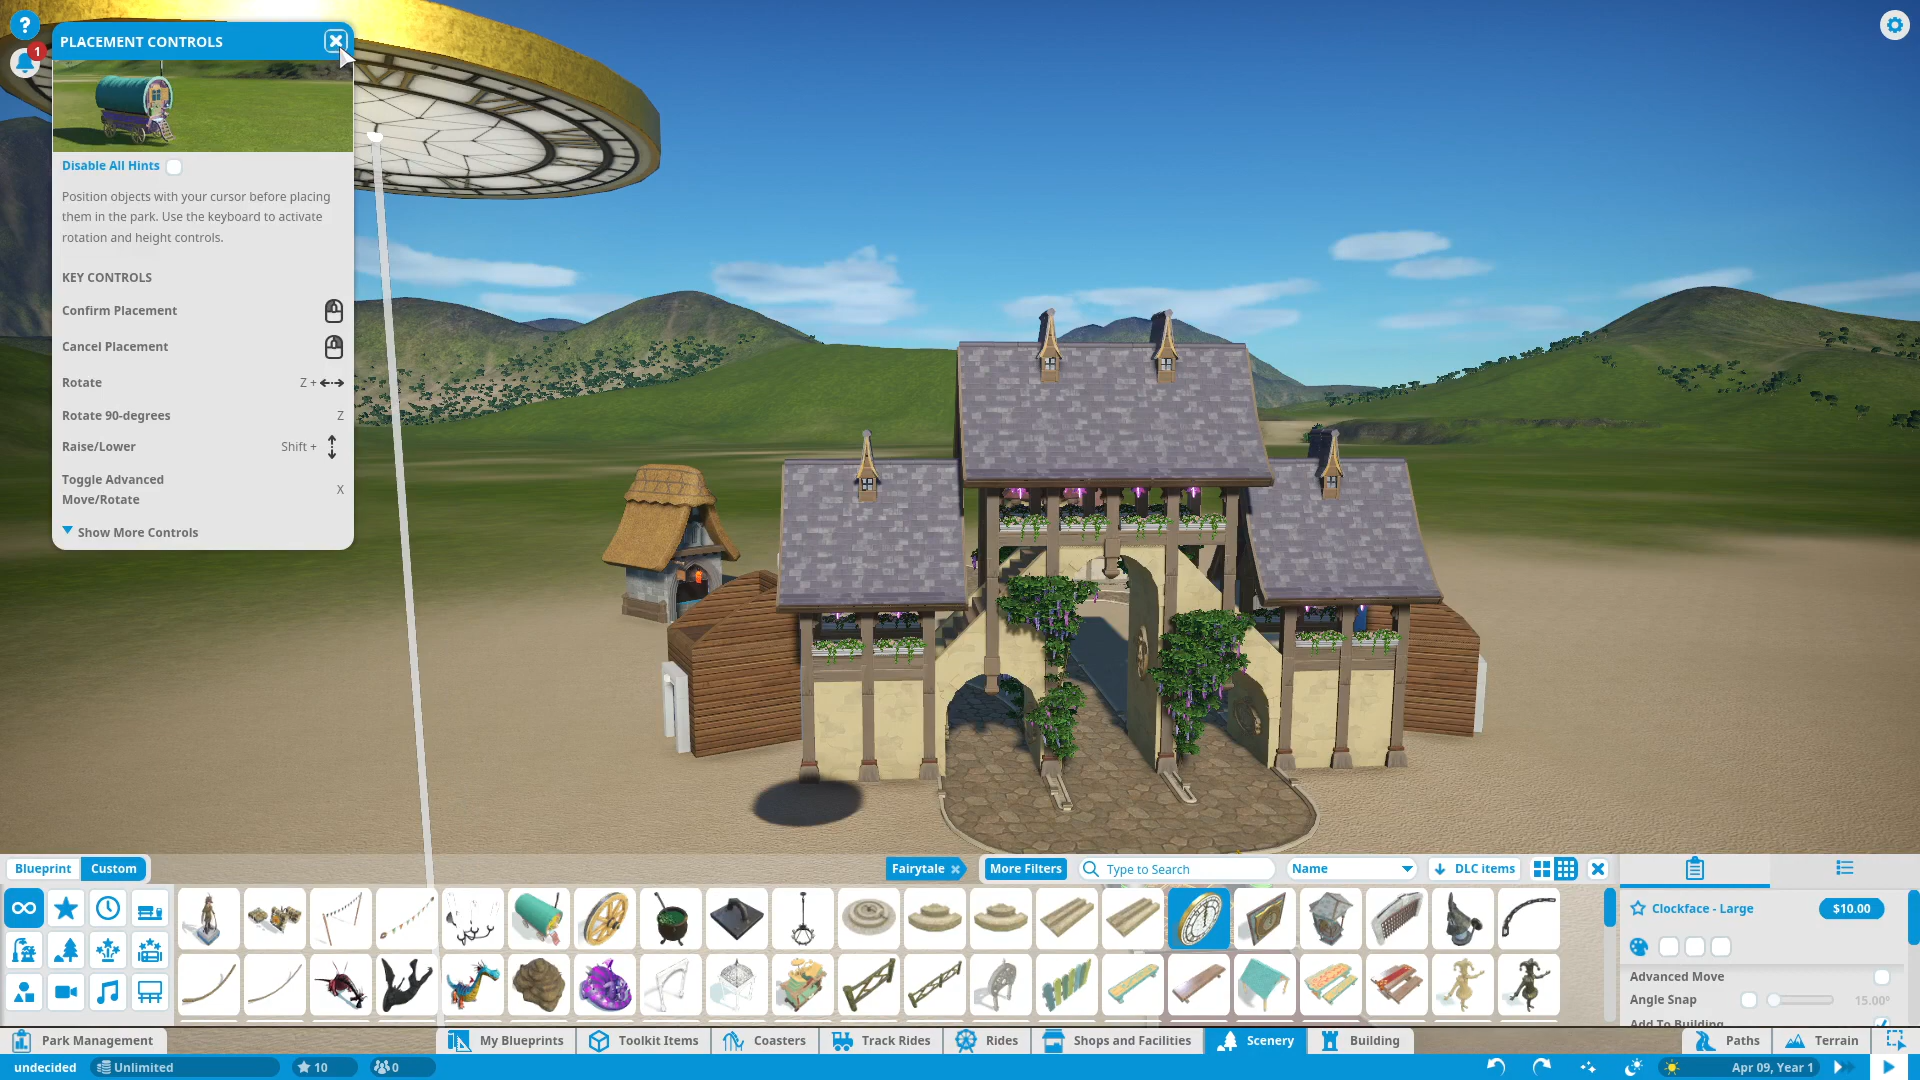 ?
1
PLACEMENT CONTROLS
Disable All Hints
Position objects with your cursor before placing
them in the park. Use the keyboard to activate
rotation and height controls.
KEY CONTROLS
Confirm Placement
Cancel Placement
Rotate Z +
Rotate 90-degrees Z
Raise/Lower Shift +
Toggle Advanced
Move/Rotate X
Show More Controls
Blueprint Custom Fairytale More Filters Type to Search Name DLC items
Clockface - Large $10.00
Advanced Move
Angle Snap 15.00°
Add To Building
Park Management My Blueprints Toolkit Items Coasters Track Rides Rides Shops and Facilities Scenery Building Paths Terrain
undecided Unlimited 10 0 Apr 09, Year 1